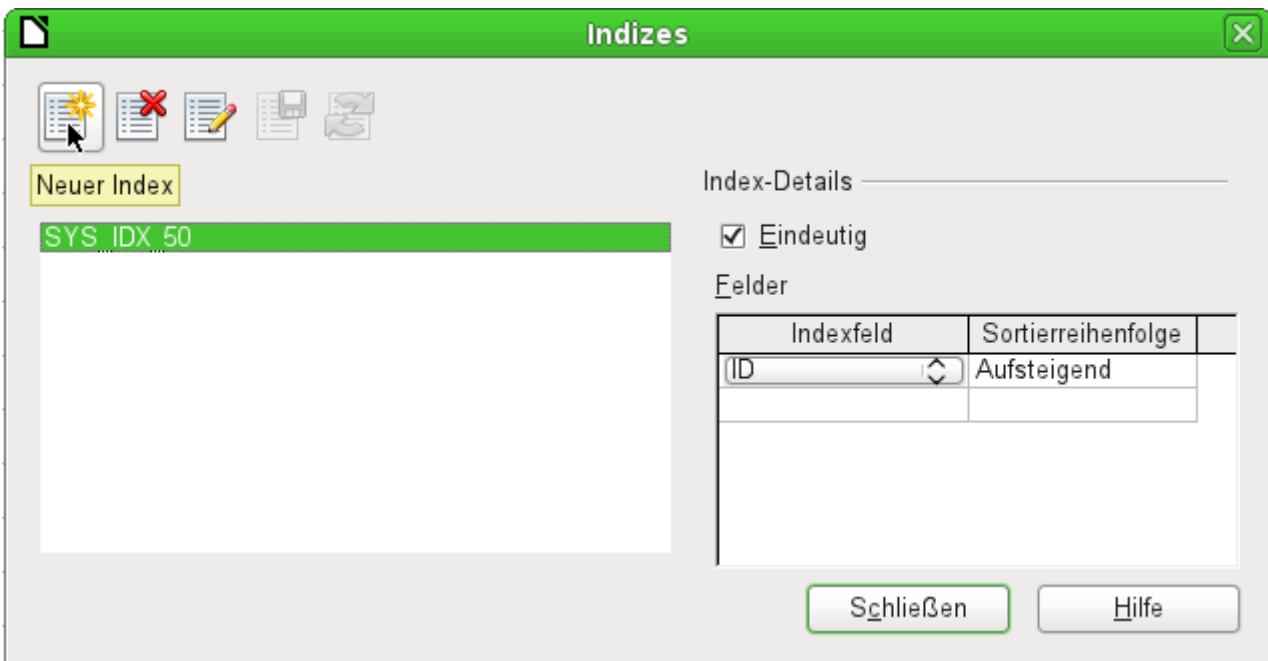 Indizes
Neuer Index
SYS_IDX_50
Index-Details
Eindeutig
Felder
Indexfeld Sortierreihenfolge
ID Aufsteigend
Schließen Hilfe